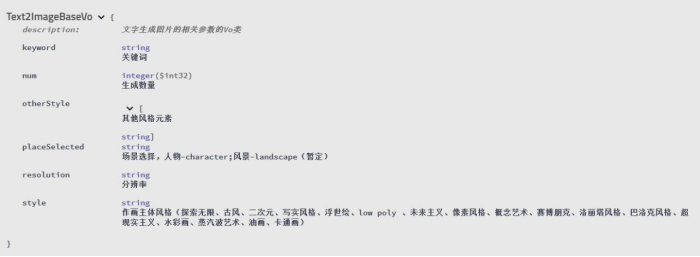 Text2ImageBaseVo {
description: 文字生成图片的相关参数的Vo类
keyword string
关键词
num integer($int32)
生成数量
otherStyle [
其他风格元素
string]
placeSelected string
场景选择，人物-character;风景-landscape（暂定）
resolution string
分辨率
style string
作画主体风格（探索无限、古风、二次元、写实风格、浮世绘、low poly 、未来主义、像素风格、概念艺术、赛博朋克、洛丽塔风格、巴洛克风格、超
现实主义、水彩画、蒸汽波艺术、油画、卡通画）
}